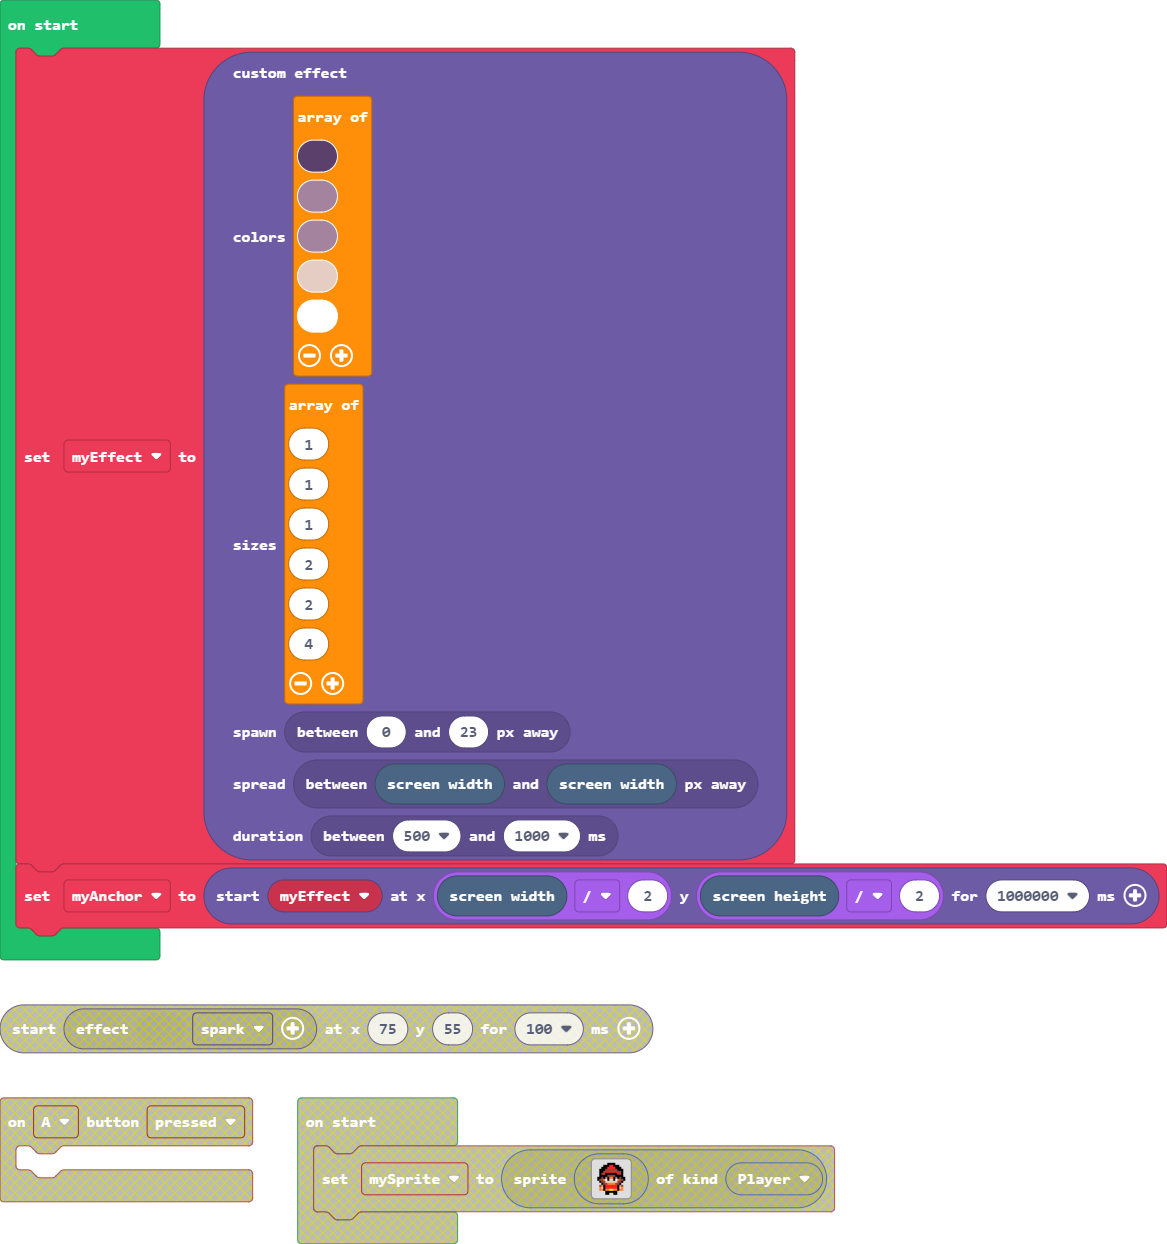 on start
set myEffect to
custom effect
colors
array of
sizes
array of
1
1
1
2
2
4
spawn between 0 and 23 px away
spread between screen width and screen width px away
duration between 500 and 1000 ms
set myAnchor to start myEffect at x screen width / 2 y screen height / 2 for 1000000 ms
start effect spark at x 75 y 55 for 100 ms
on A button pressed
on start
set mySprite to sprite of kind Player